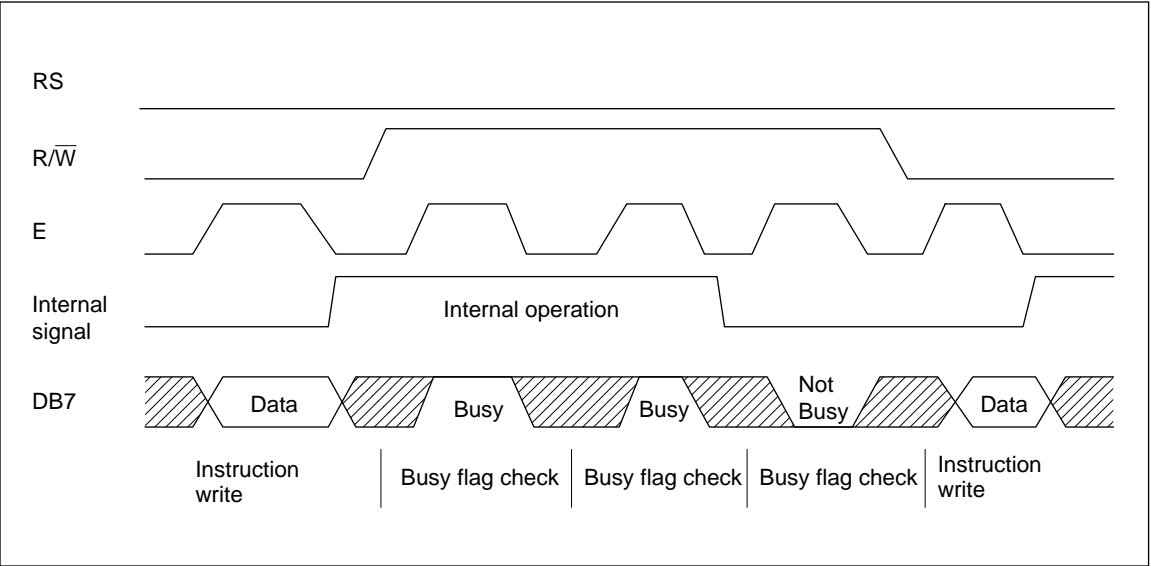 RS
R/W̅
E
Internal
signal
Internal operation
DB7
Data
Busy
Busy
Not
Busy
Data
Instruction
write
Busy flag check
Busy flag check
Busy flag check
Instruction
write